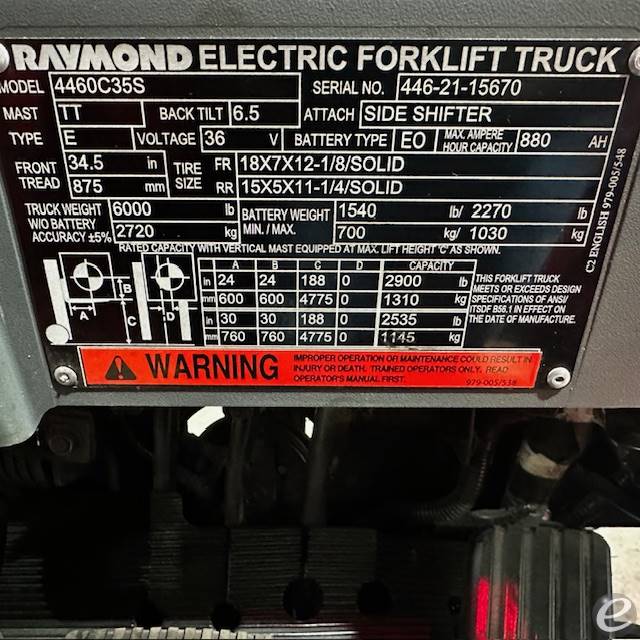 RAYMOND ELECTRIC FORKLIFT TRUCK
MODEL 4460C35S SERIAL NO. 446-21-15670
MAST TT BACK TILT 6.5 ATTACH SIDE SHIFTER
TYPE E VOLTAGE 36 V BATTERY TYPE EO MAX. AMPERE HOUR CAPACITY 880 AH
FRONT TREAD 34.5 in TIRE SIZE FR 18X7X12-1/8/SOLID
875 mm RR 15X5X11-1/4/SOLID
TRUCK WEIGHT W/O BATTERY ACCURACY ±5% 6000 lb BATTERY WEIGHT MIN. / MAX. 1540 lb/ 2270 lb
2720 kg 700 kg/ 1030 kg
RATED CAPACITY WITH VERTICAL MAST EQUIPPED AT MAX. LIFT HEIGHT 'C' AS SHOWN.
A B C D CAPACITY
in 24 24 188 0 2900 lb
mm 600 600 4775 0 1310 kg
in 30 30 188 0 2535 lb
mm 760 760 4775 0 1145 kg
A B C D
THIS FORKLIFT TRUCK
MEETS OR EXCEEDS DESIGN
SPECIFICATIONS OF ANSI/
ITSDF B56.1 IN EFFECT ON
THE DATE OF MANUFACTURE.
C2 ENGLISH 979-005/548
WARNING
IMPROPER OPERATION OR MAINTENANCE COULD RESULT IN
INJURY OR DEATH. TRAINED OPERATORS ONLY. READ
OPERATOR'S MANUAL FIRST.
979-005/538
e